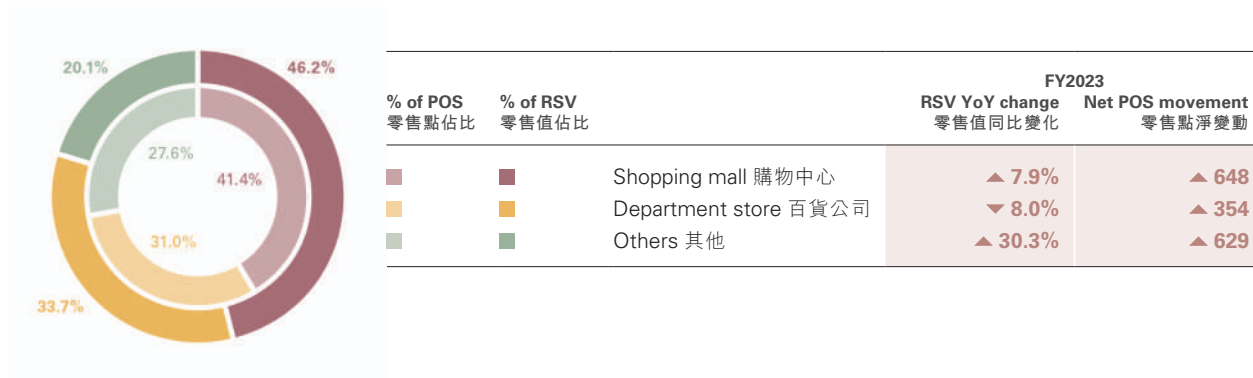 20.1%
46.2%
27.6%
41.4%
31.0%
33.7%
FY2023
% of POS % of RSV RSV YoY change Net POS movement
零售點佔比 零售值佔比 零售值同比變化 零售點淨變動
Shopping mall 購物中心 ▲ 7.9% ▲ 648
Department store 百貨公司 ▼ 8.0% ▲ 354
Others 其他 ▲ 30.3% ▲ 629